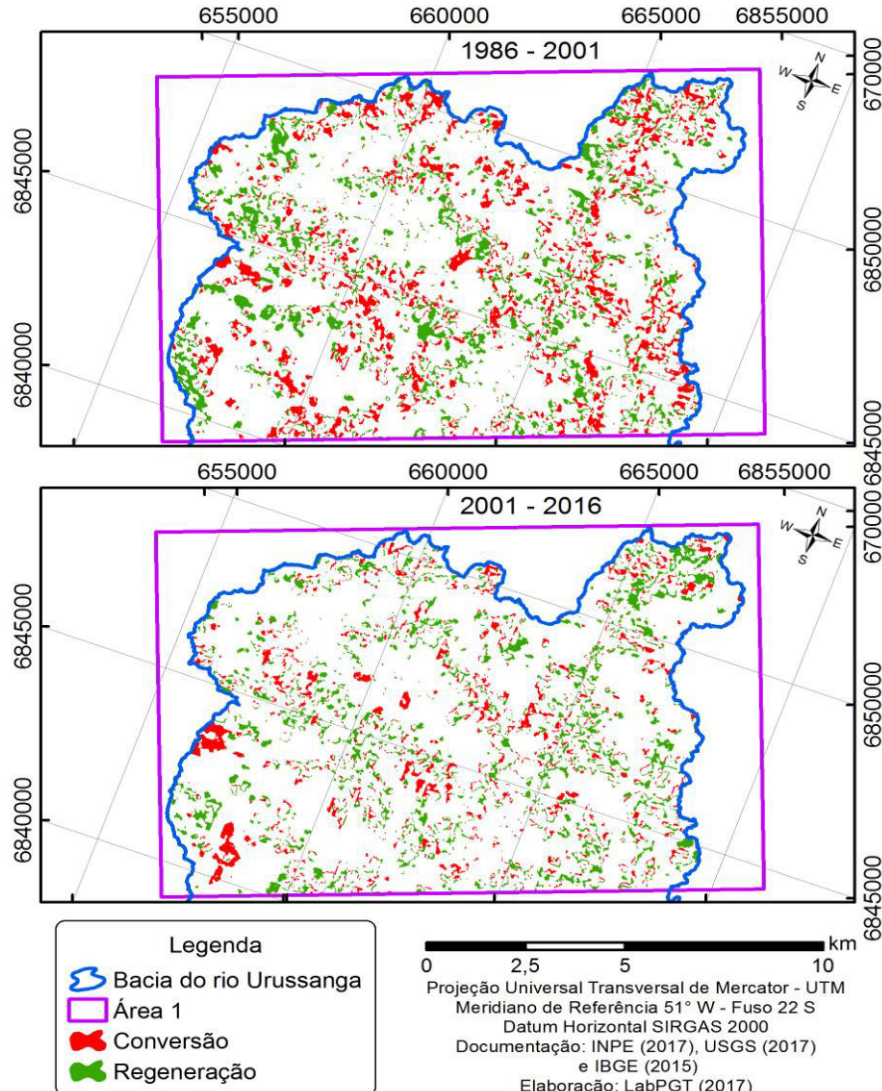 655000 660000 665000 6855000
1986 - 2001
N
W E
S
670000
6845000
6850000
6840000
6845000
655000 660000 665000 6855000
2001 - 2016
N
W E
S
670000
6845000
6850000
6840000
6845000
Legenda
Bacia do rio Urussanga
Área 1
Conversão
Regeneração
km
0 2,5 5 10
Projeção Universal Transversal de Mercator - UTM
Meridiano de Referência 51° W - Fuso 22 S
Datum Horizontal SIRGAS 2000
Documentação: INPE (2017), USGS (2017)
e IBGE (2015)
Elaboração: LabPGT (2017)